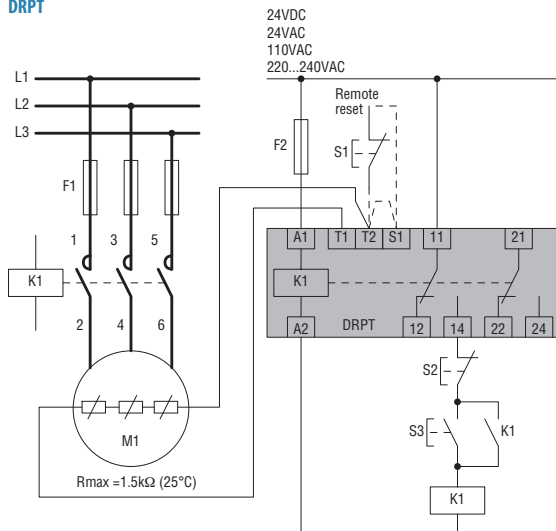 DRPT
24VDC
24VAC
110VAC
220...240VAC
L1
L2
L3
Remote
reset
F1
F2
S1
1 3 5
A1 T1 T2 S1 11 21
K1
K1
2 4 6
A2 DRPT 12 14 22 24
S2
M1
S3 K1
Rmax =1.5kΩ (25°C)
K1